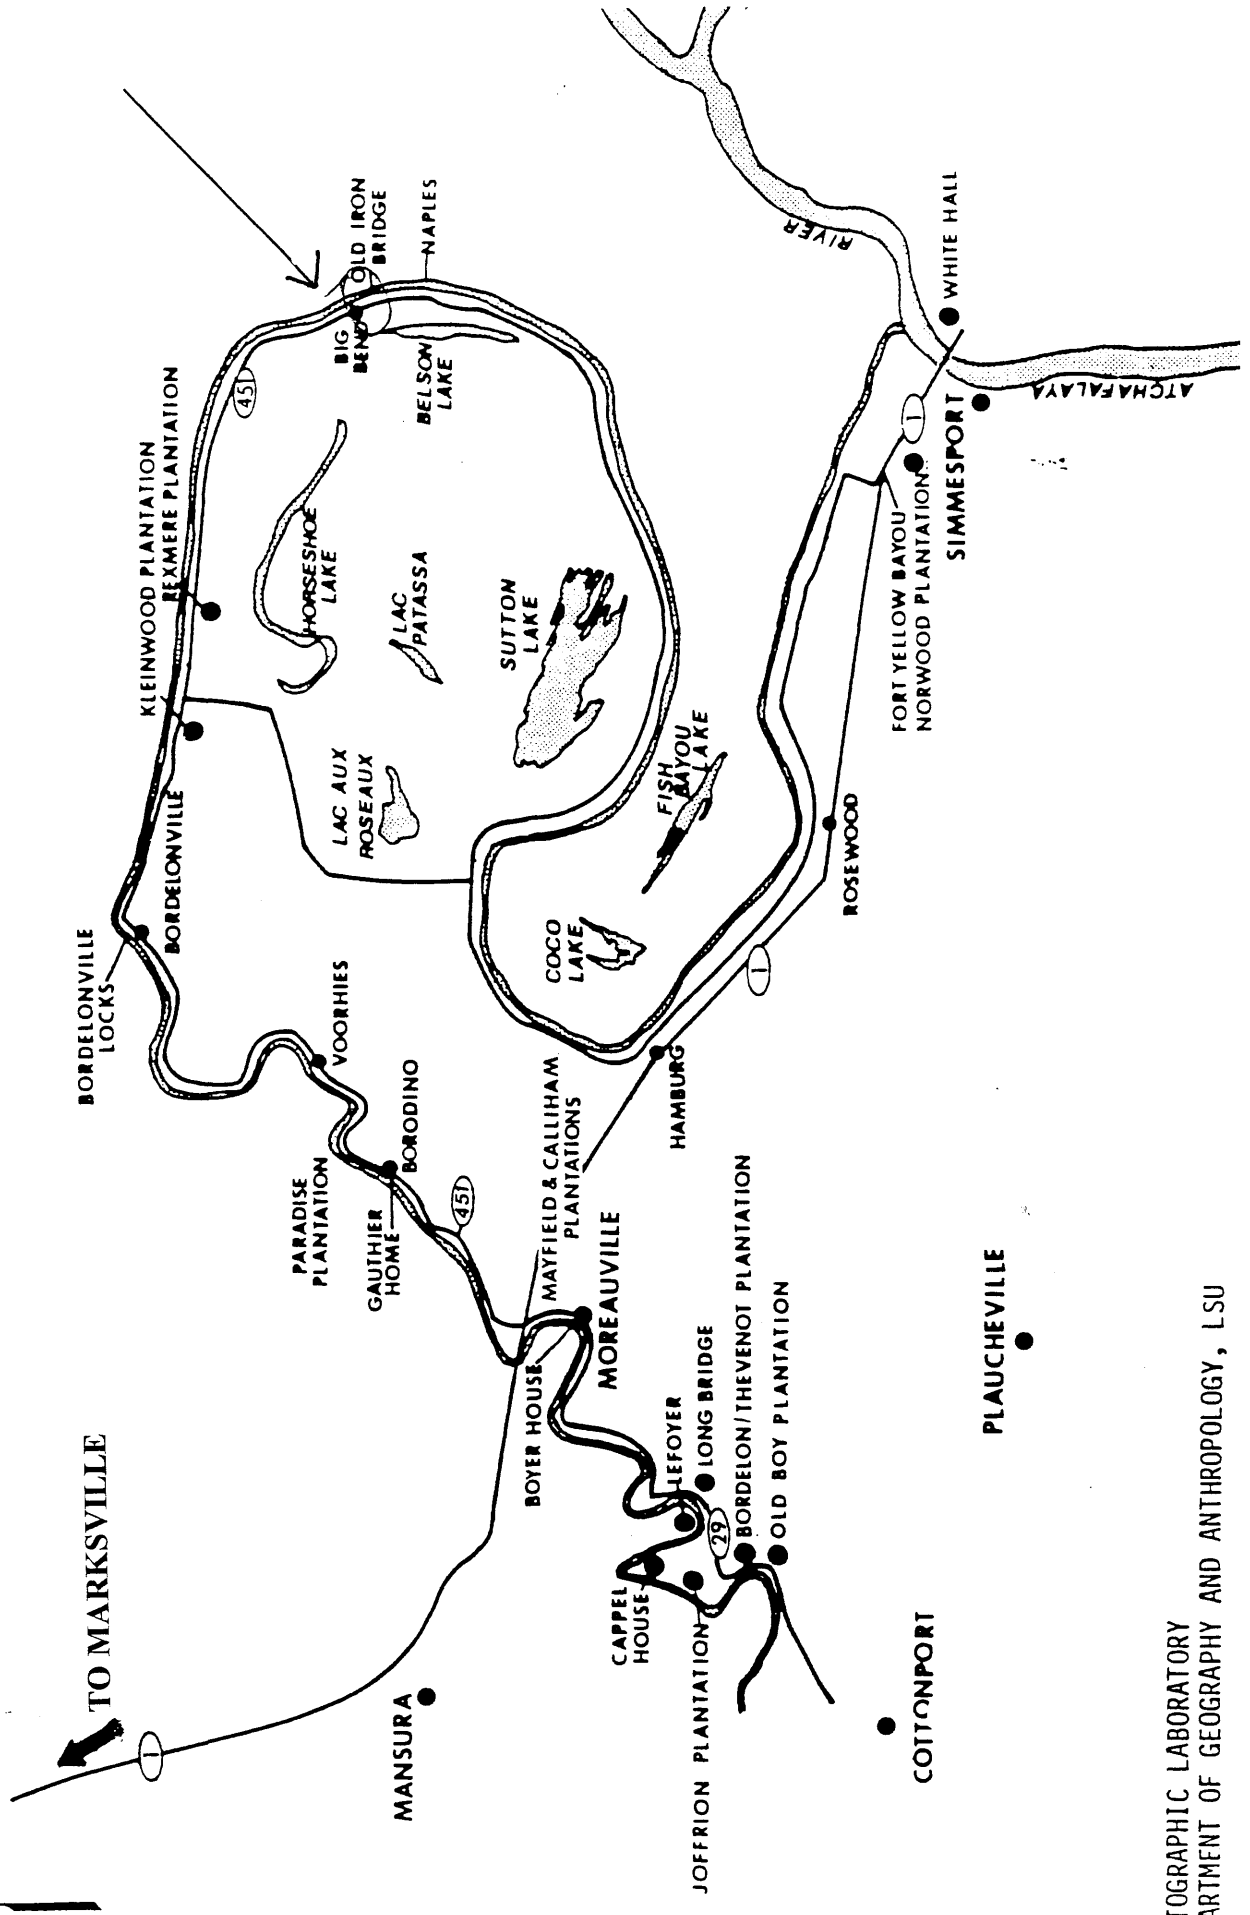 TO MARKSVILLE
1
MANSURA
BORDELONVILLE
LOCKS
BORDELONVILLE
KLEINWOOD PLANTATION
REXMERE PLANTATION
451
OLD IRON
BRIDGE
BIG
BEND
NAPLES
BELSON
LAKE
HORSESHOE
LAKE
LAC
PATASSA
LAC AUX
ROSEAUX
SUTTON
LAKE
VOORHIES
PARADISE
PLANTATION
BORODINO
GAUTHIER
HOME
451
MAYFIELD & CALLIHAM
PLANTATIONS
BOYER HOUSE
MOREAUVILLE
COCO
LAKE
FISH
BAYOU
LAKE
HAMBURG
1
ROSEWOOD
CAPPEL
HOUSE
LEFOYER
LONG BRIDGE
29
BORDELON/THEVENOT PLANTATION
OLD BOY PLANTATION
JOFFRION PLANTATION
COTTONPORT
PLAUCHEVILLE
FORT YELLOW BAYOU
NORWOOD PLANTATION
1
SIMMESPORT
WHITE HALL
RIVER
ATCHAFALAYA
TOGRAPHIC LABORATORY
ARTMENT OF GEOGRAPHY AND ANTHROPOLOGY, LSU